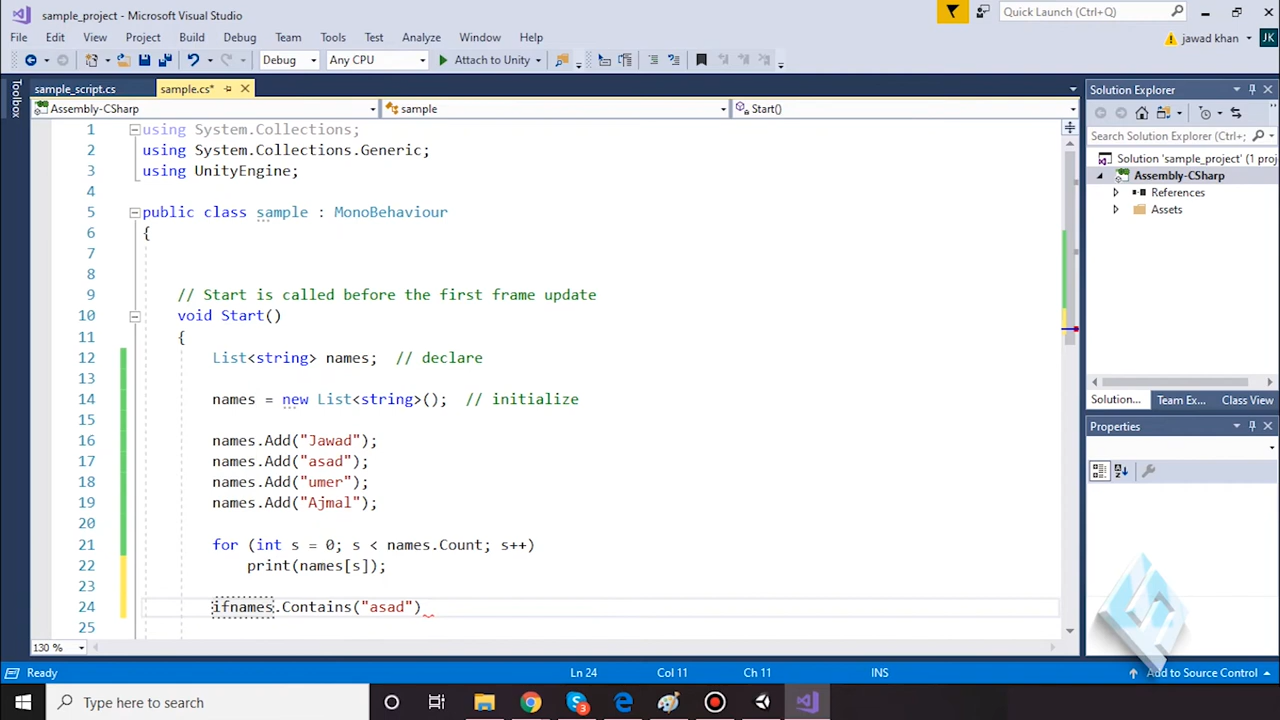 sample_project - Microsoft Visual Studio
Quick Launch (Ctrl+Q)
File Edit View Project Build Debug Team Tools Test Analyze Window Help
jawad khan JK
Debug Any CPU Attach to Unity
Toolbox
sample_script.cs sample.cs*
Assembly-CSharp sample Start()
1 using System.Collections;
2 using System.Collections.Generic;
3 using UnityEngine;
4
5 public class sample : MonoBehaviour
6 {
7
8
9 // Start is called before the first frame update
10 void Start()
11 {
12 List<string> names; // declare
13
14 names = new List<string>(); // initialize
15
16 names.Add("Jawad");
17 names.Add("asad");
18 names.Add("umer");
19 names.Add("Ajmal");
20
21 for (int s = 0; s < names.Count; s++)
22 print(names[s]);
23
24 ifnames.Contains("asad")
25
130 %
Solution Explorer
Search Solution Explorer (Ctrl+;
Solution 'sample_project' (1 proj
Assembly-CSharp
References
Assets
Solution... Team Ex... Class View
Properties
Ready Ln 24 Col 11 Ch 11 INS Add to Source Control
Type here to search
3